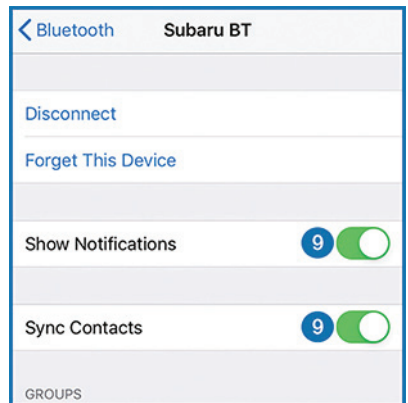 Bluetooth Subaru BT
Disconnect
Forget This Device
Show Notifications 9
Sync Contacts 9
GROUPS